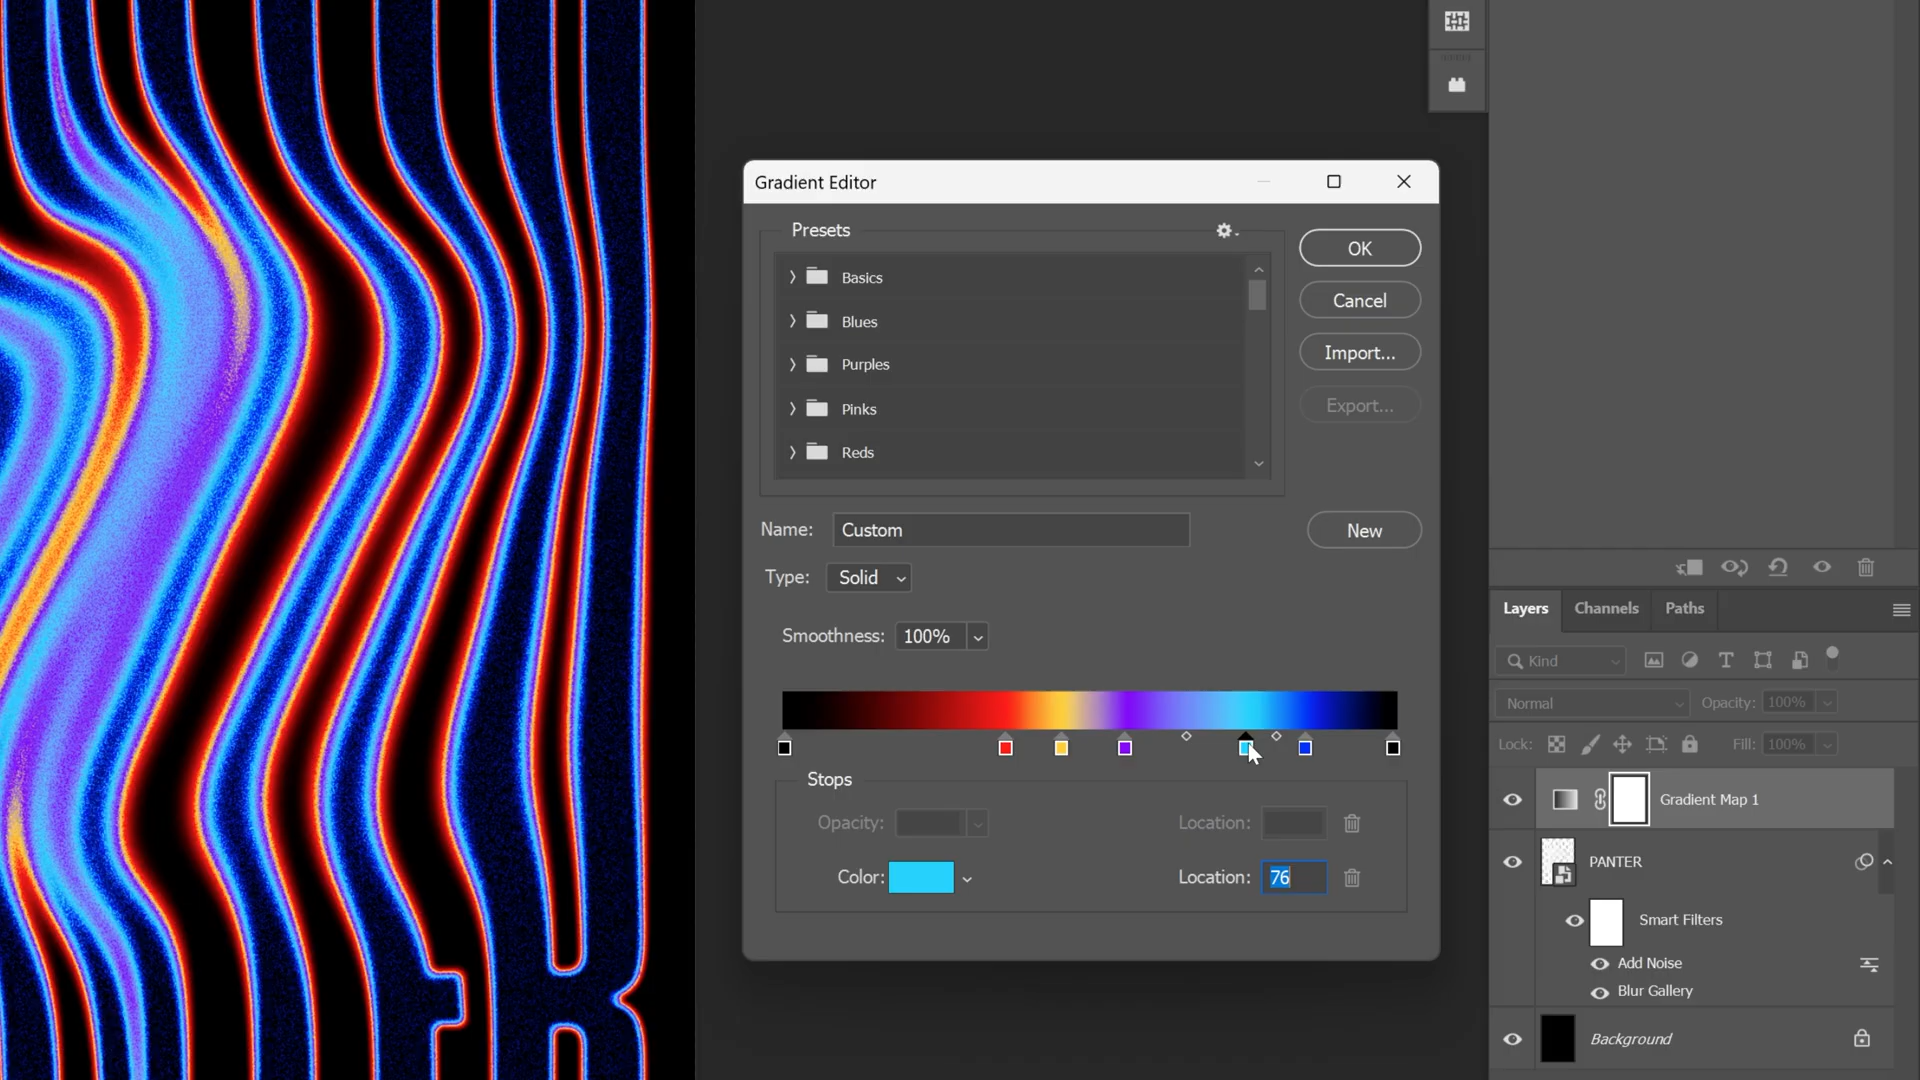 Gradient Editor
Presets
Basics
Blues
Purples
Pinks
Reds
OK
Cancel
Import...
Export...
Name: Custom
New
Type: Solid
Smoothness: 100%
Stops
Opacity:
Location:
Color:
Location: 76
Layers Channels Paths
Kind
Normal Opacity: 100%
Lock: Fill: 100%
Gradient Map 1
PANTER
Smart Filters
Add Noise
Blur Gallery
Background